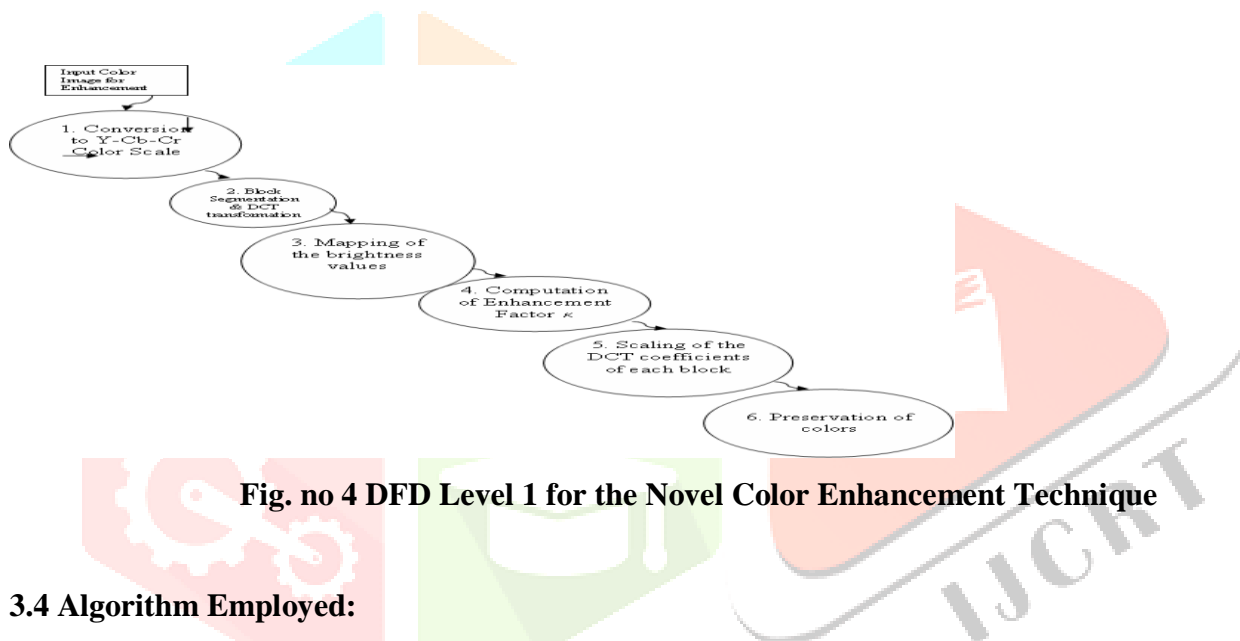 Input Color
Image for
Enhancement
1. Conversion
to Y-Cb-Cr
Color Scale
2. Block
Segmentation
& DCT
transformation
3. Mapping of
the brightness
values
4. Computation
of Enhancement
Factor κ
5. Scaling of the
DCT coefficients
of each block
6. Preservation of
colors
Fig. no 4 DFD Level 1 for the Novel Color Enhancement Technique
IJCRT
3.4 Algorithm Employed: